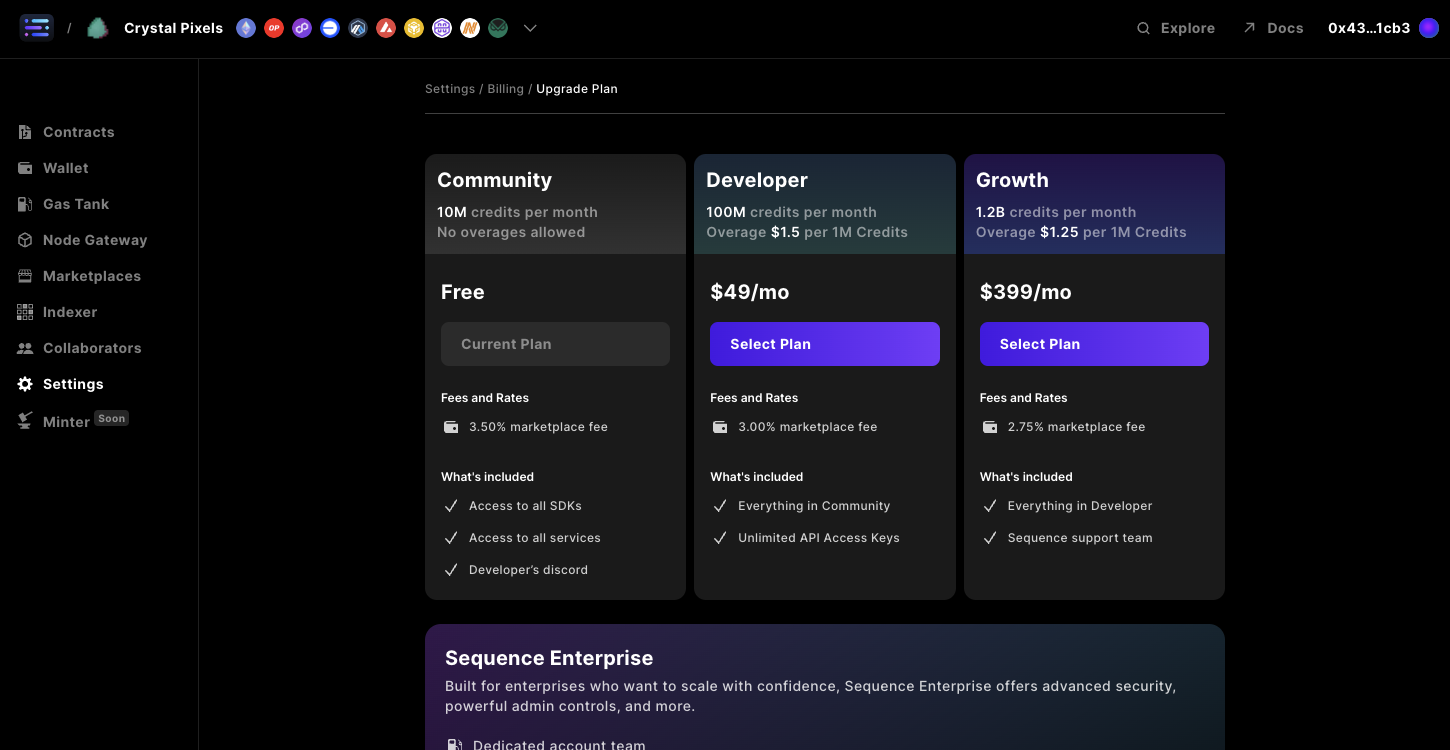 / Crystal Pixels OP Explore Docs 0x43...1cb3
Settings / Billing / Upgrade Plan
Contracts
Wallet
Gas Tank
Node Gateway
Marketplaces
Indexer
Collaborators
Settings
Minter Soon
Community
10M credits per month
No overages allowed
Free
Current Plan
Fees and Rates
3.50% marketplace fee
What's included
Access to all SDKs
Access to all services
Developer’s discord
Developer
100M credits per month
Overage $1.5 per 1M Credits
$49/mo
Select Plan
Fees and Rates
3.00% marketplace fee
What's included
Everything in Community
Unlimited API Access Keys
Growth
1.2B credits per month
Overage $1.25 per 1M Credits
$399/mo
Select Plan
Fees and Rates
2.75% marketplace fee
What's included
Everything in Developer
Sequence support team
Sequence Enterprise
Built for enterprises who want to scale with confidence, Sequence Enterprise offers advanced security,
powerful admin controls, and more.
Dedicated account team